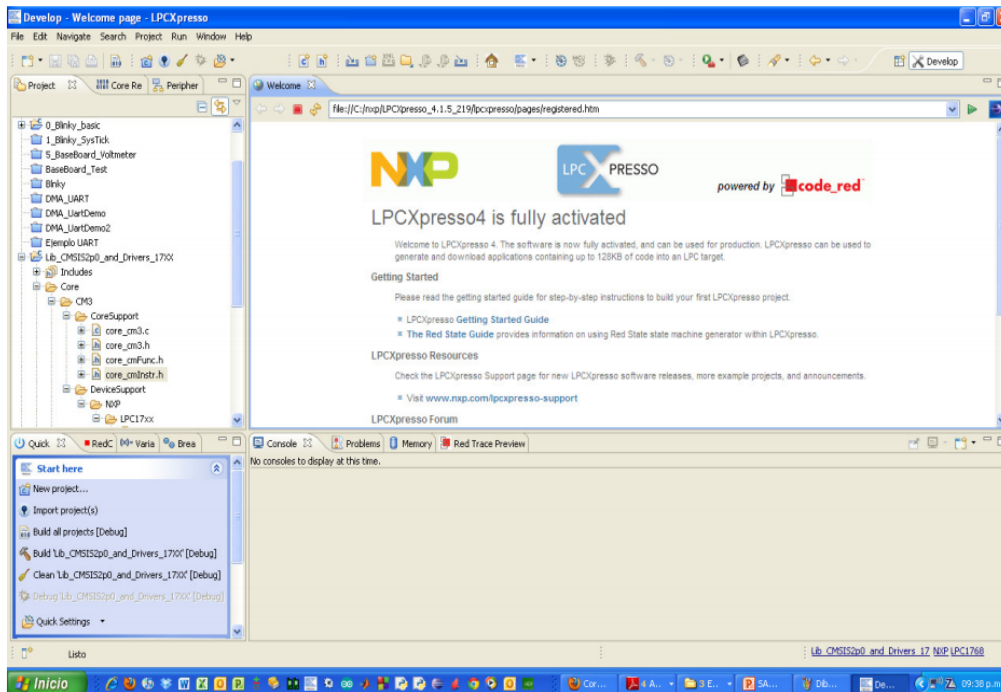 Develop - Welcome page - LPCXpresso
File Edit Navigate Search Project Run Window Help
Develop
Project
Core Re
Peripher
0_Blinky_basic
1_Blinky_SysTick
5_BaseBoard_Voltmeter
BaseBoard_Test
Blinky
DMA_UART
DMA_UartDemo
DMA_UartDemo2
Ejemplo UART
Lib_CMSIS2p0_and_Drivers_17XX
Includes
Core
CM3
CoreSupport
core_cm3.c
core_cm3.h
core_cmFunc.h
core_cmInstr.h
DeviceSupport
NXP
LPC17xx
Welcome
file://C:/nxp/LPCXpresso_4.1.5_219/lpcxpresso/pages/registered.htm
NXP
LPC XPRESSO
powered by code_red
LPCXpresso4 is fully activated
Welcome to LPCXpresso 4. The software is now fully activated, and can be used for production. LPCXpresso can be used to
generate and download applications containing up to 128KB of code into an LPC target.
Getting Started
Please read the getting started guide for step-by-step instructions to build your first LPCXpresso project.
LPCXpresso Getting Started Guide
The Red State Guide provides information on using Red State state machine generator within LPCXpresso.
LPCXpresso Resources
Check the LPCXpresso Support page for new LPCXpresso software releases, more example projects, and announcements.
Visit www.nxp.com/lpcxpresso-support
LPCXpresso Forum
Quick
RedC
Varia
Brea
Start here
New project...
Import project(s)
Build all projects [Debug]
Build 'Lib_CMSIS2p0_and_Drivers_17XX' [Debug]
Clean 'Lib_CMSIS2p0_and_Drivers_17XX' [Debug]
Debug 'Lib_CMSIS2p0_and_Drivers_17XX' [Debug]
Quick Settings
Console
Problems
Memory
Red Trace Preview
No consoles to display at this time.
Listo
Lib_CMSIS2p0_and_Drivers_17 NXP LPC1768
Inicio
Cor...
4 A..
3 E..
SA...
Db...
De...
09:38 p.m.